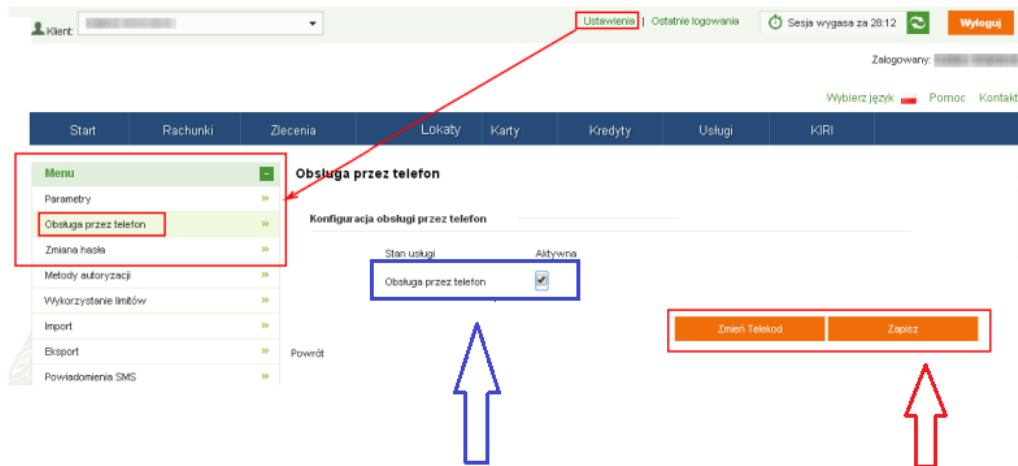 Klient:
Ustawienia | Ostatnie logowania
Sesja wygasa za 28:12
Wyloguj
Zalogowany:
Wybierz język
Pomoc
Kontakt
Start
Rachunki
Zlecenia
Lokaty
Karty
Kredyty
Usługi
KIRI
Menu
Parametry
Obsługa przez telefon
Zmiana hasła
Metody autoryzacji
Wykorzystanie limitów
Import
Eksport
Powiadomienia SMS
Obsługa przez telefon
Konfiguracja obsługi przez telefon
Stan usługi
Aktywna
Obsługa przez telefon
Zmień Telekod
Zapisz
Powrót